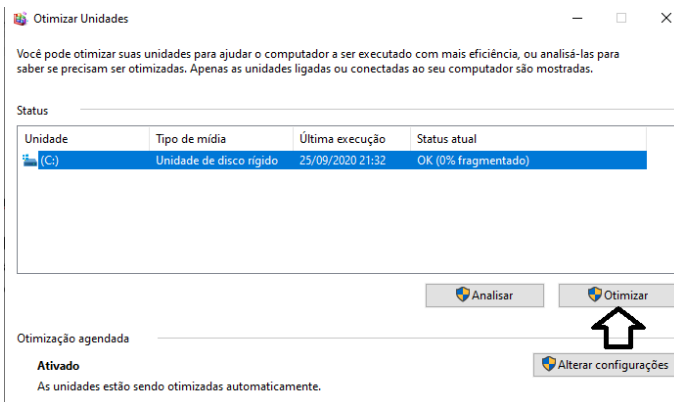 Otimizar Unidades
Você pode otimizar suas unidades para ajudar o computador a ser executado com mais eficiência, ou analisá-las para
saber se precisam ser otimizadas. Apenas as unidades ligadas ou conectadas ao seu computador são mostradas.
Status
Unidade Tipo de mídia Última execução Status atual
(C:) Unidade de disco rígido 25/09/2020 21:32 OK (0% fragmentado)
Analisar Otimizar
Otimização agendada
Ativado Alterar configurações
As unidades estão sendo otimizadas automaticamente.